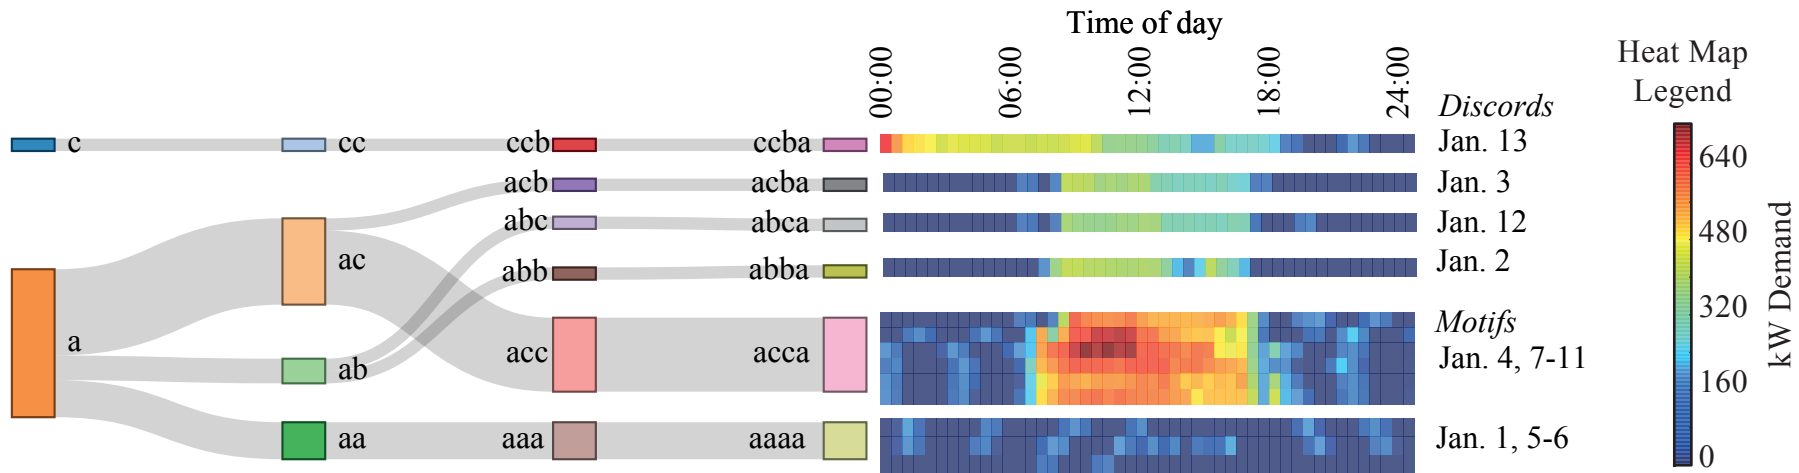 Time of day
00:00 06:00 12:00 18:00 24:00
Heat Map
Legend
Discords
c cc ccb ccba Jan. 13
acb acba Jan. 3
abc abca Jan. 12
abb abba Jan. 2
ac
a
ab
Motifs
acc acca Jan. 4, 7-11
aa aaa aaaa Jan. 1, 5-6
640
480
320
160
0
kW Demand